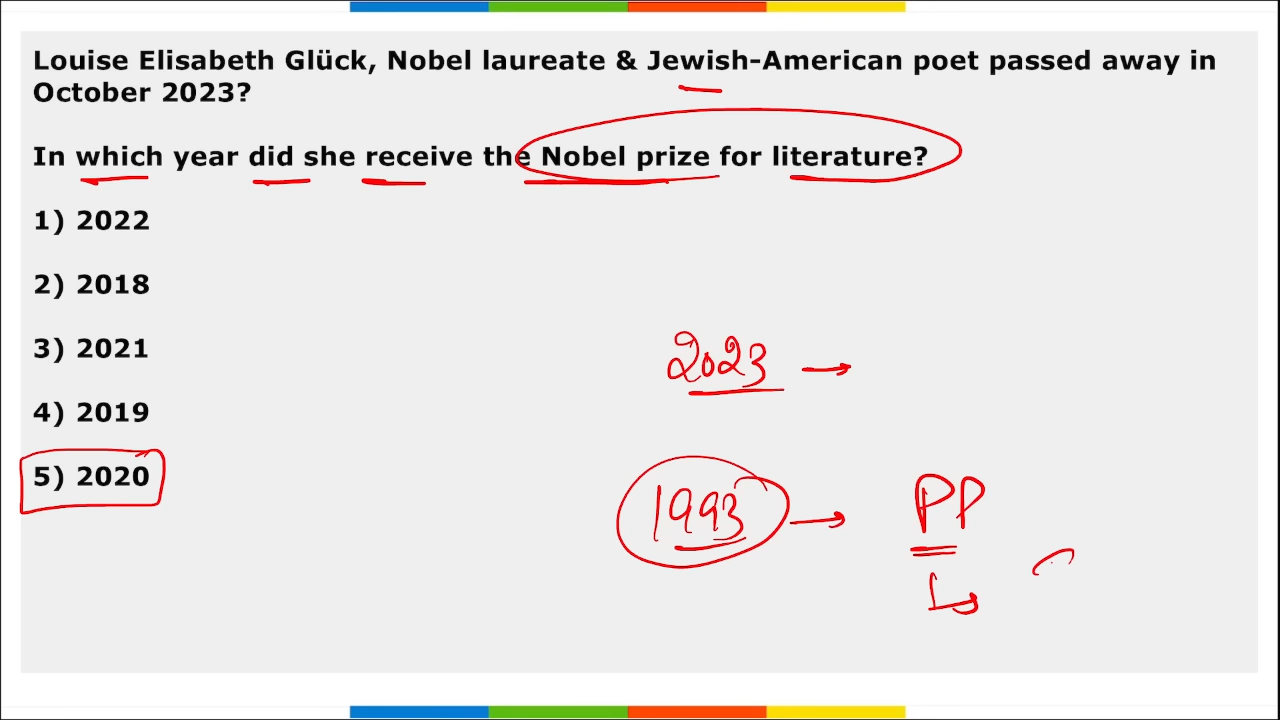 Louise Elisabeth Glück, Nobel laureate & Jewish-American poet passed away in
October 2023?
In which year did she receive the Nobel prize for literature?
1) 2022
2) 2018
3) 2021
2023 →
4) 2019
5) 2020
1993 → PP